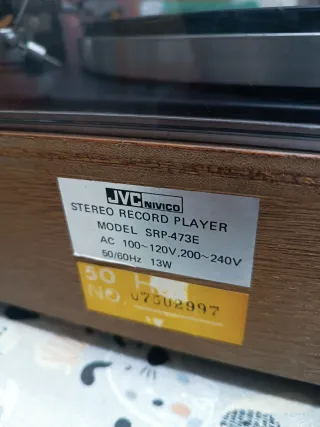 JVC NIVICO
STEREO RECORD PLAYER
MODEL SRP-473E
AC 100~120V, 200~240V
50/60Hz 13W
50 Hz
NO. 07502997